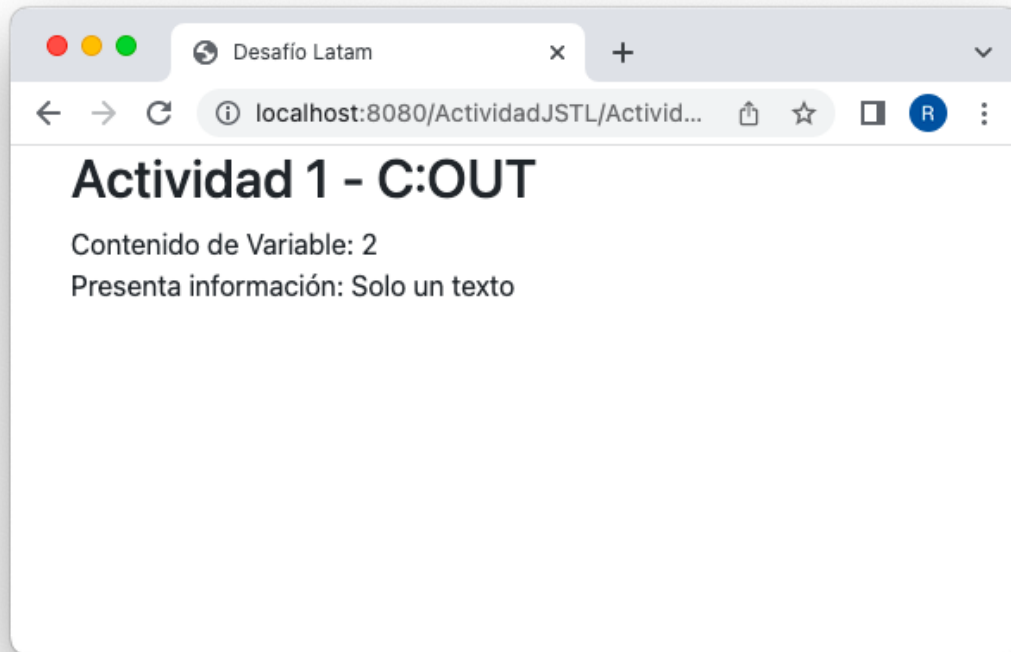 Desafío Latam
localhost:8080/ActividadJSTL/Activid...
R
Actividad 1 - C:OUT
Contenido de Variable: 2
Presenta información: Solo un texto